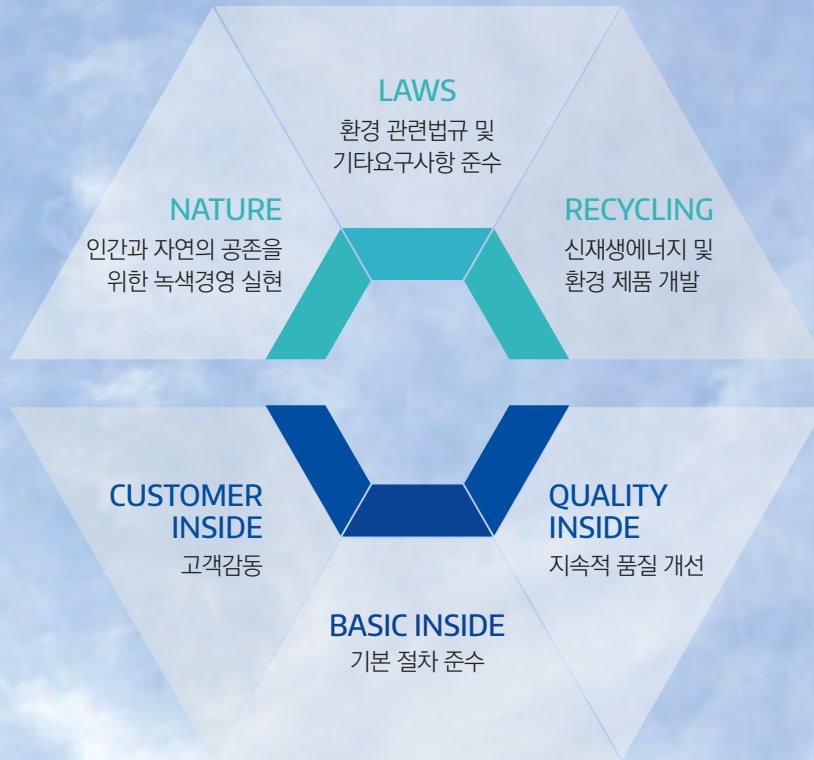 LAWS
환경 관련법규 및
기타요구사항 준수
NATURE
인간과 자연의 공존을
위한 녹색경영 실현
RECYCLING
신재생에너지 및
환경 제품 개발
CUSTOMER
INSIDE
고객감동
QUALITY
INSIDE
지속적 품질 개선
BASIC INSIDE
기본 절차 준수